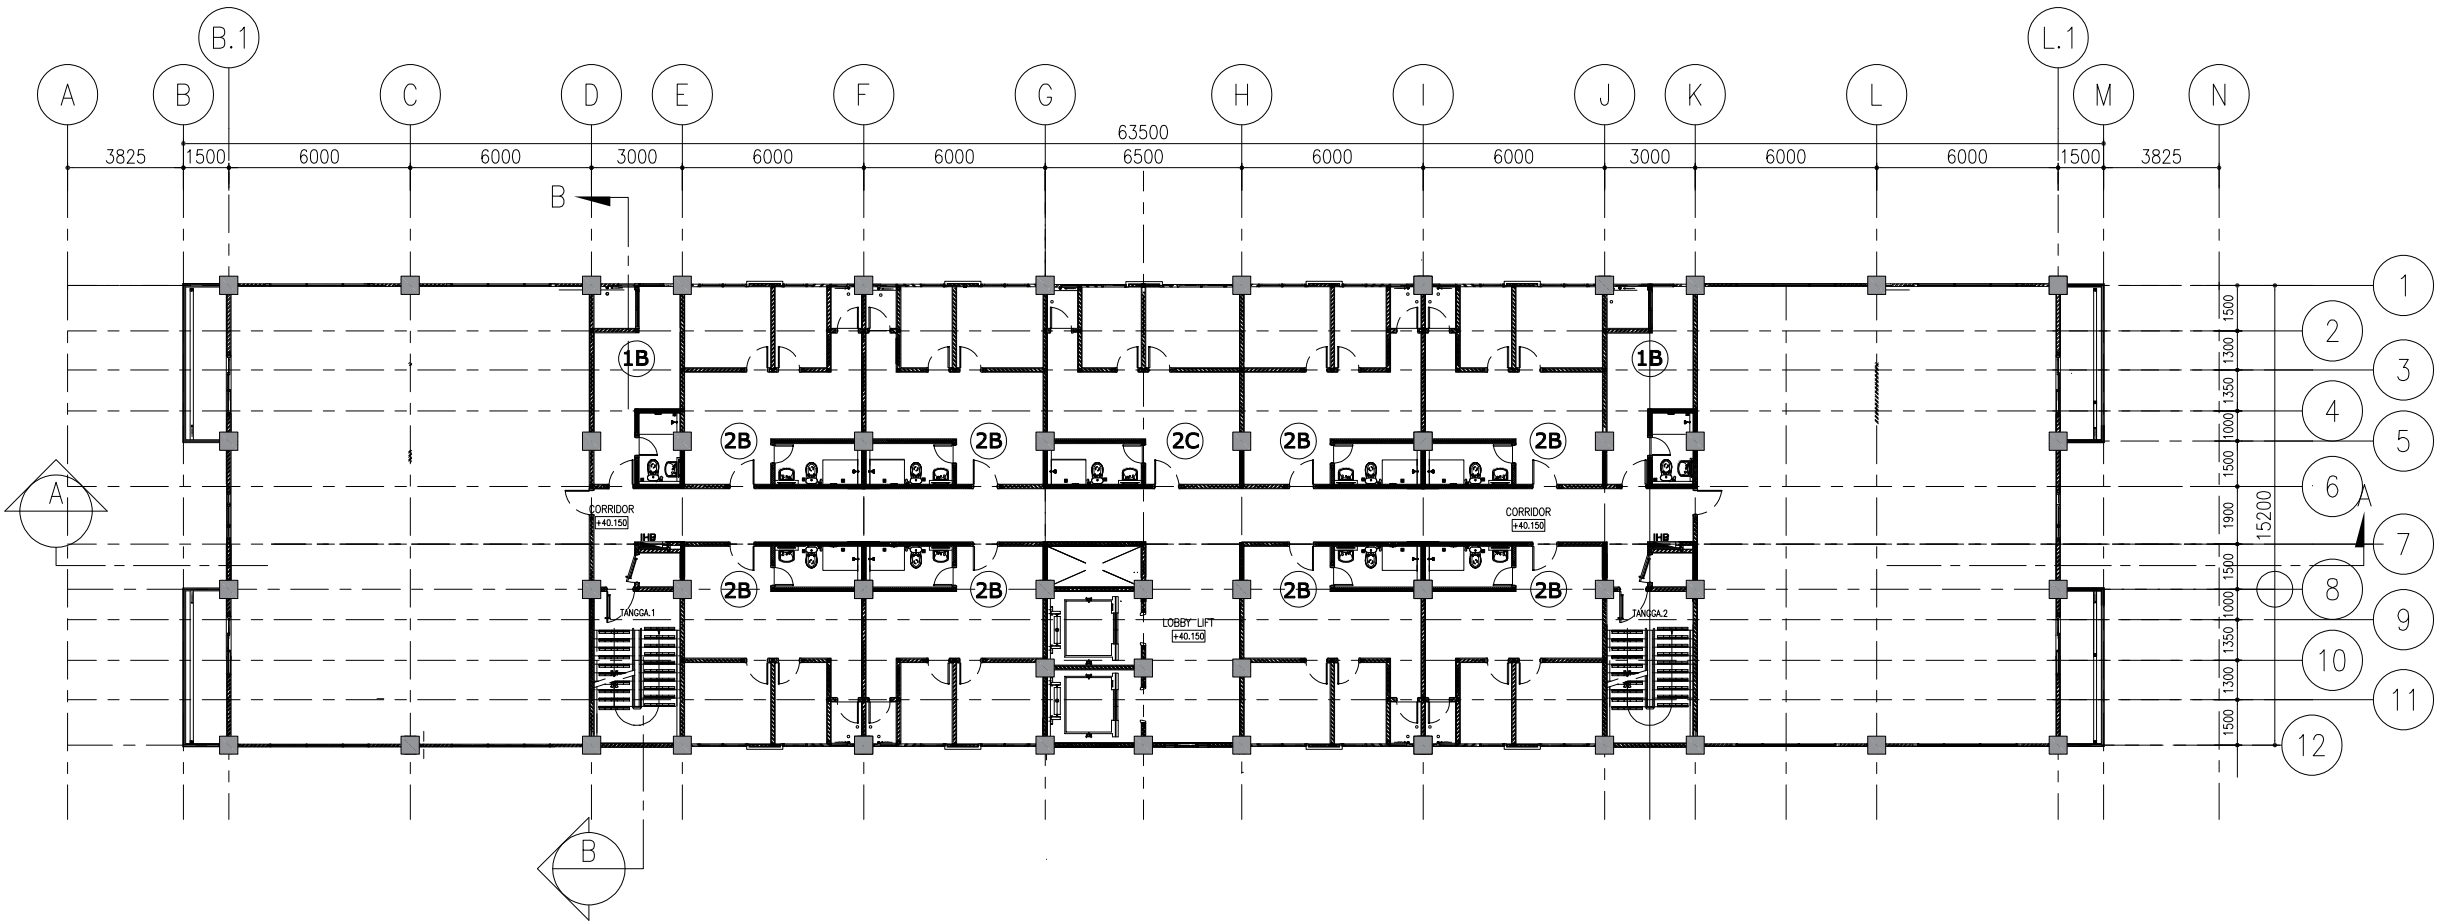 B.1 L.1
A B C D E F G H I J K L M N
63500
3825 1500 6000 6000 3000 6000 6000 6500 6000 6000 3000 6000 6000 1500 3825
B
1
1500
2
1300
1B 1B
3
1350
4
2B 2B 2C 2B 2B
1000
5
1500
6
A A
CORRIDOR CORRIDOR
+40.150 +40.150
1900
15200
IHB IHB
7
1500
2B 2B 2B 2B
8
TANGGA.1 TANGGA.2
1000
LOBBY LIFT
+40.150
9
1350
10
1300
11
1500
12
B